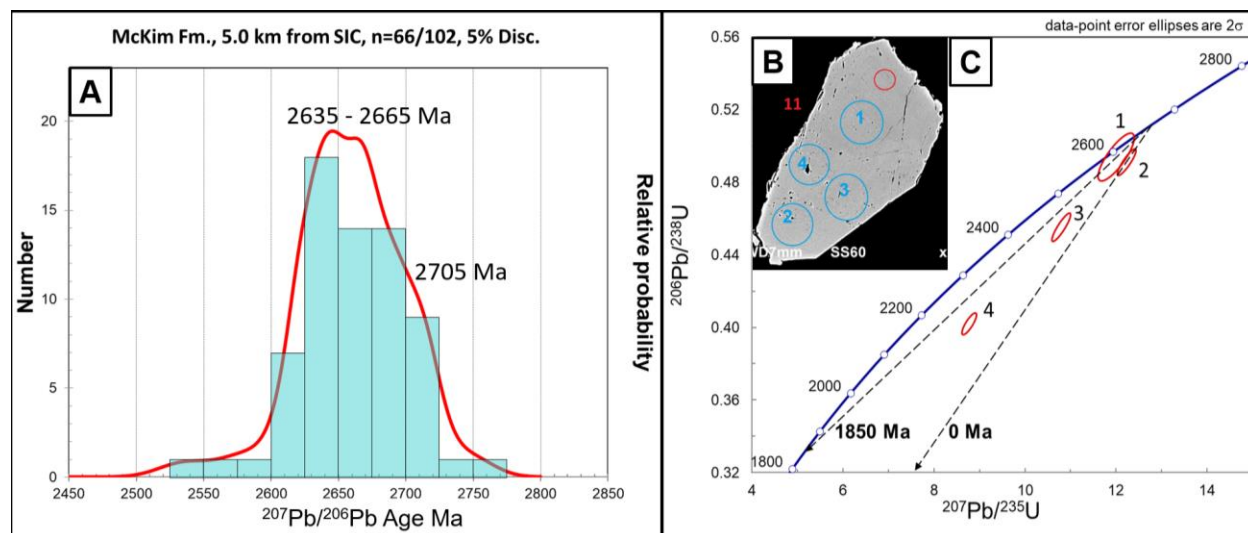 McKim Fm., 5.0 km from SIC, n=66/102, 5% Disc.
A
2635 - 2665 Ma
2705 Ma
Number
20
15
10
5
0
2450 2500 2550 2600 2650 2700 2750 2800 2850
²⁰⁷Pb/²⁰⁶Pb Age Ma
Relative probability
data-point error ellipses are 2σ
B
C
11
1
4
3
2
WD7mm SS60 x
0.56
0.52
0.48
0.44
0.40
0.36
0.32
²⁰⁶Pb/²³⁸U
2800
2600
2400
2200
2000
1800
1
2
3
4
1850 Ma
0 Ma
4 6 8 10 12 14
²⁰⁷Pb/²³⁵U